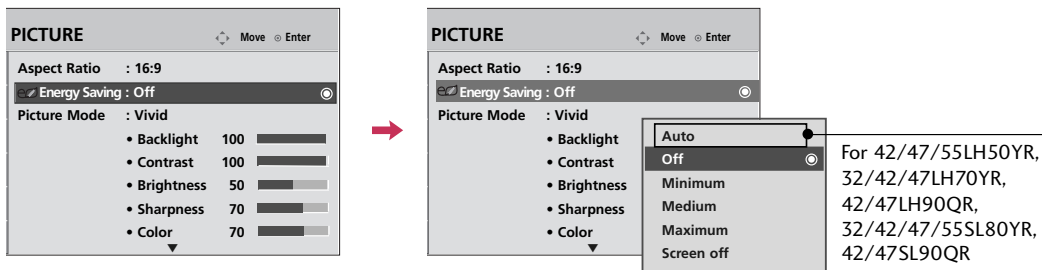 PICTURE
Move Enter
Aspect Ratio : 16:9
Energy Saving : Off
Picture Mode : Vivid
• Backlight 100
• Contrast 100
• Brightness 50
• Sharpness 70
• Color 70
PICTURE
Move Enter
Aspect Ratio : 16:9
Energy Saving : Off
Picture Mode : Vivid
• Backlight
• Contrast
• Brightness
• Sharpness
• Color
Auto
Off
Minimum
Medium
Maximum
Screen off
For 42/47/55LH50YR,
32/42/47LH70YR,
42/47LH90QR,
32/42/47/55SL80YR,
42/47SL90QR